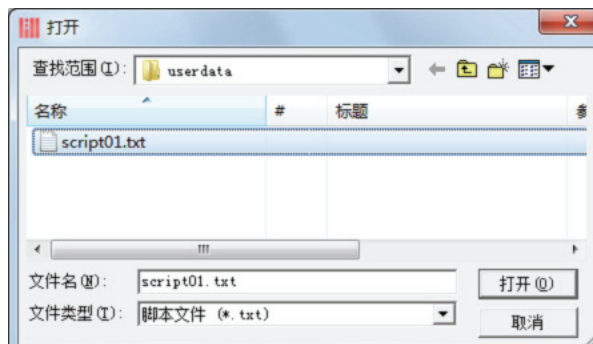 打开
查找范围(I): userdata
名称 # 标题
script01.txt
文件名(N): script01.txt 打开(O)
文件类型(T): 脚本文件 (*.txt) 取消